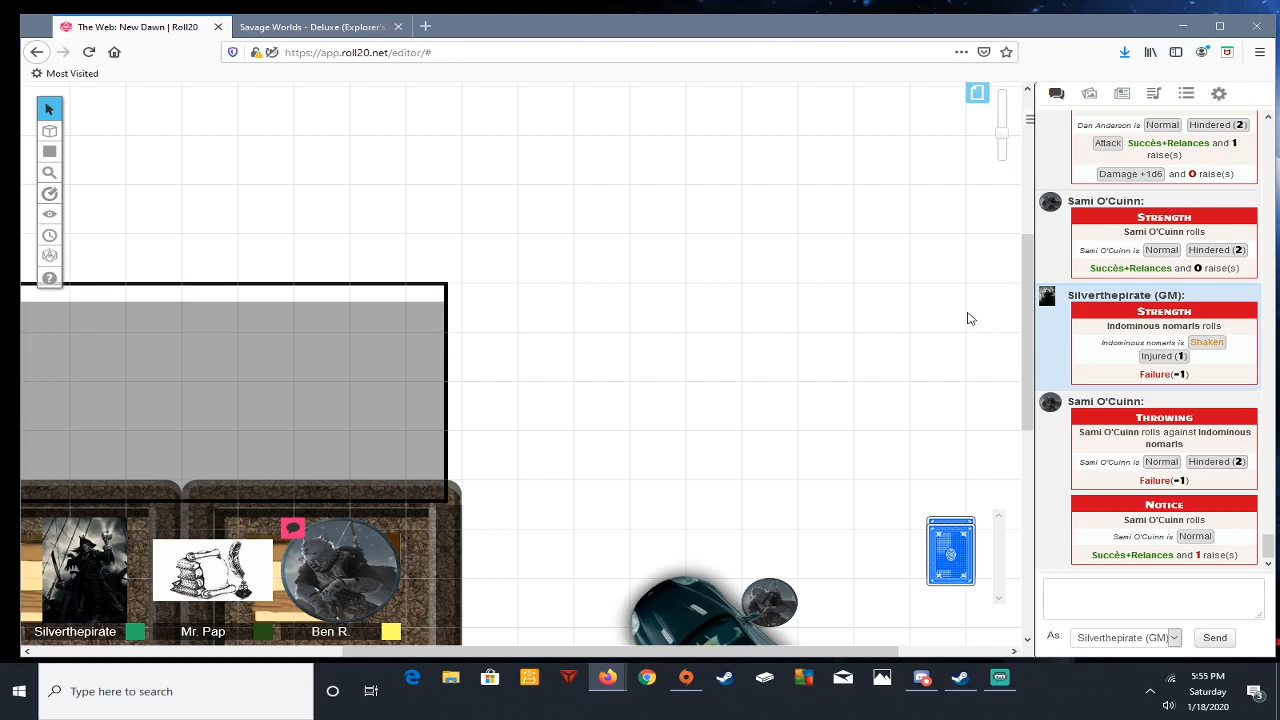 The Web: New Dawn | Roll20
Savage Worlds - Deluxe (Explorer's
https://app.roll20.net/editor/#
Most Visited
Dan Anderson is Normal Hindered (2)
Attack Succès+Relances and 1
raise(s)
Damage +1d6 and 0 raise(s)
Sami O'Cuinn:
STRENGTH
Sami O'Cuinn rolls
Sami O'Cuinn is Normal Hindered (2)
Succès+Relances and 0 raise(s)
Silverthepirate (GM):
STRENGTH
Indominous nomaris rolls
Indominous nomaris is Shaken
Injured (1)
Failure(-1)
Sami O'Cuinn:
THROWING
Sami O'Cuinn rolls against Indominous
nomaris
Sami O'Cuinn is Normal Hindered (2)
Failure(-1)
NOTICE
Sami O'Cuinn rolls
Sami O'Cuinn is Normal
Succès+Relances and 1 raise(s)
Silverthepirate
Mr. Pap
Ben R.
As: Silverthepirate (GM) Send
Type here to search
5:55 PM
Saturday
1/18/2020
3